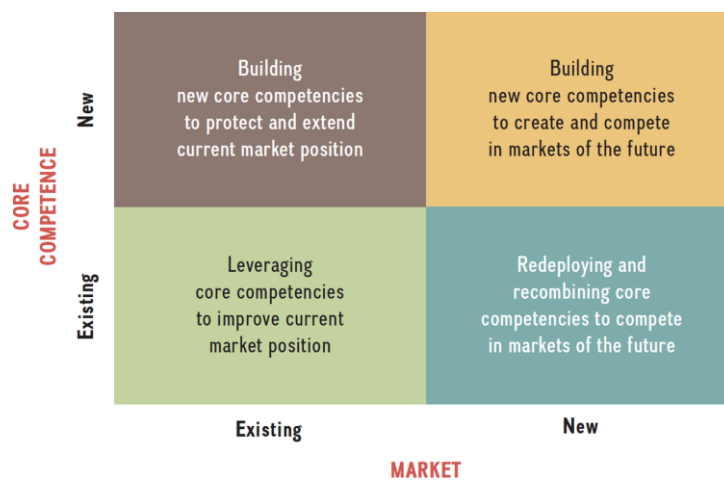 CORE
COMPETENCE
New
Building
new core competencies
to protect and extend
current market position
Building
new core competencies
to create and compete
in markets of the future
Existing
Leveraging
core competencies
to improve current
market position
Redeploying and
recombining core
competencies to compete
in markets of the future
Existing
New
MARKET